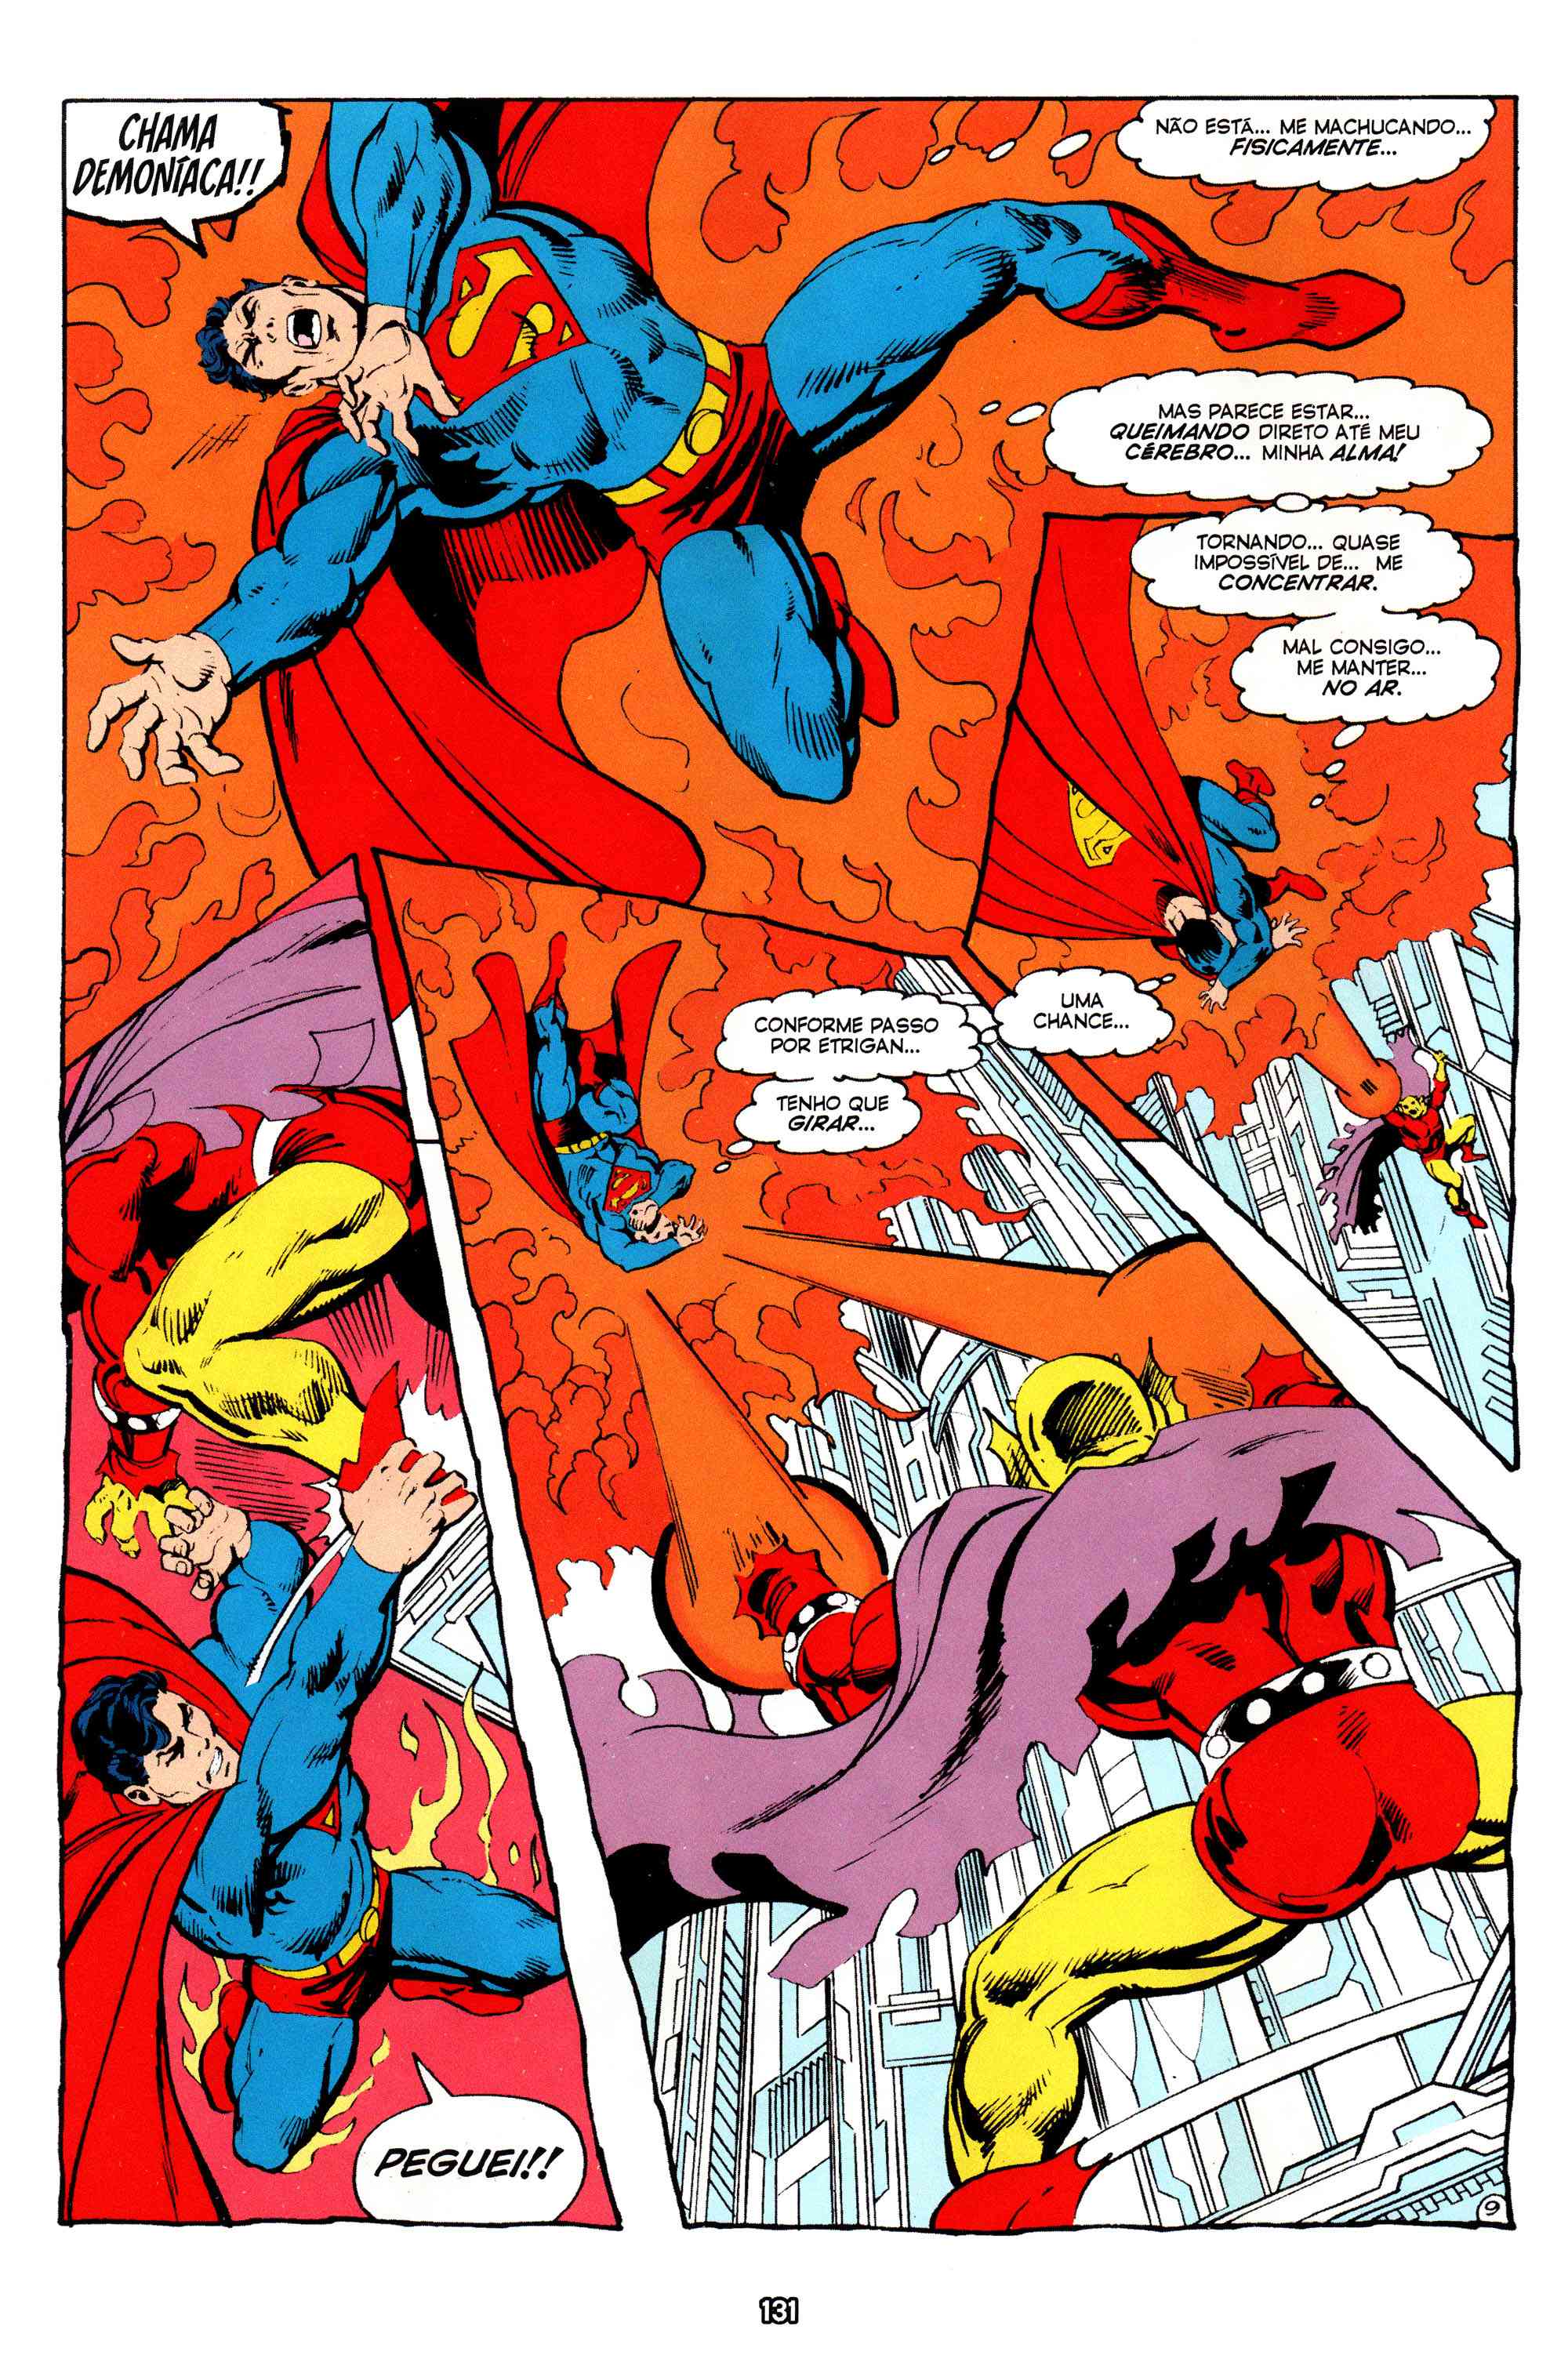 CHAMA
DEMONÍACA!!
NÃO ESTÁ... ME MACHUCANDO...
FISICAMENTE...
MAS PARECE ESTAR...
QUEIMANDO DIRETO ATÉ MEU
CÉREBRO... MINHA ALMA!
TORNANDO... QUASE
IMPOSSÍVEL DE... ME
CONCENTRAR.
MAL CONSIGO...
ME MANTER...
NO AR.
UMA
CHANCE...
CONFORME PASSO
POR ETRIGAN...
TENHO QUE
GIRAR...
PEGUEI!!
9
131